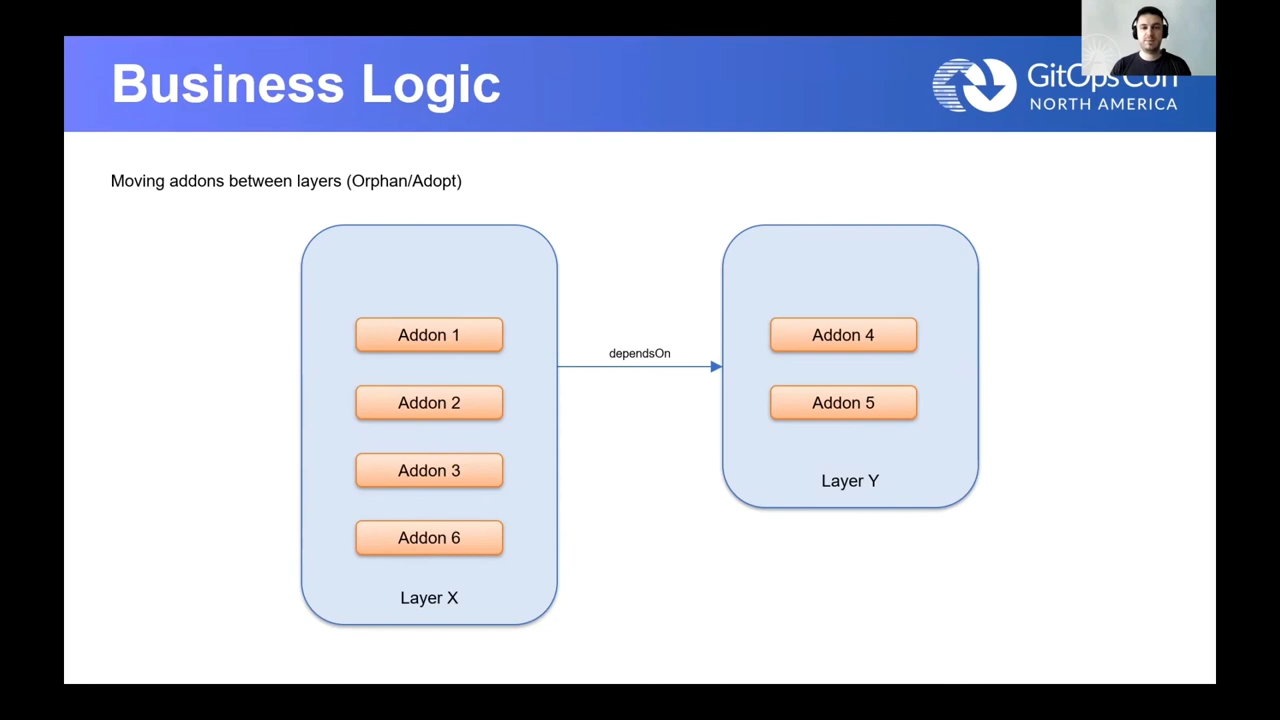 Business Logic
GitOpsCon
NORTH AMERICA
Moving addons between layers (Orphan/Adopt)
Addon 1
Addon 2
Addon 3
Addon 6
Layer X
dependsOn
Addon 4
Addon 5
Layer Y